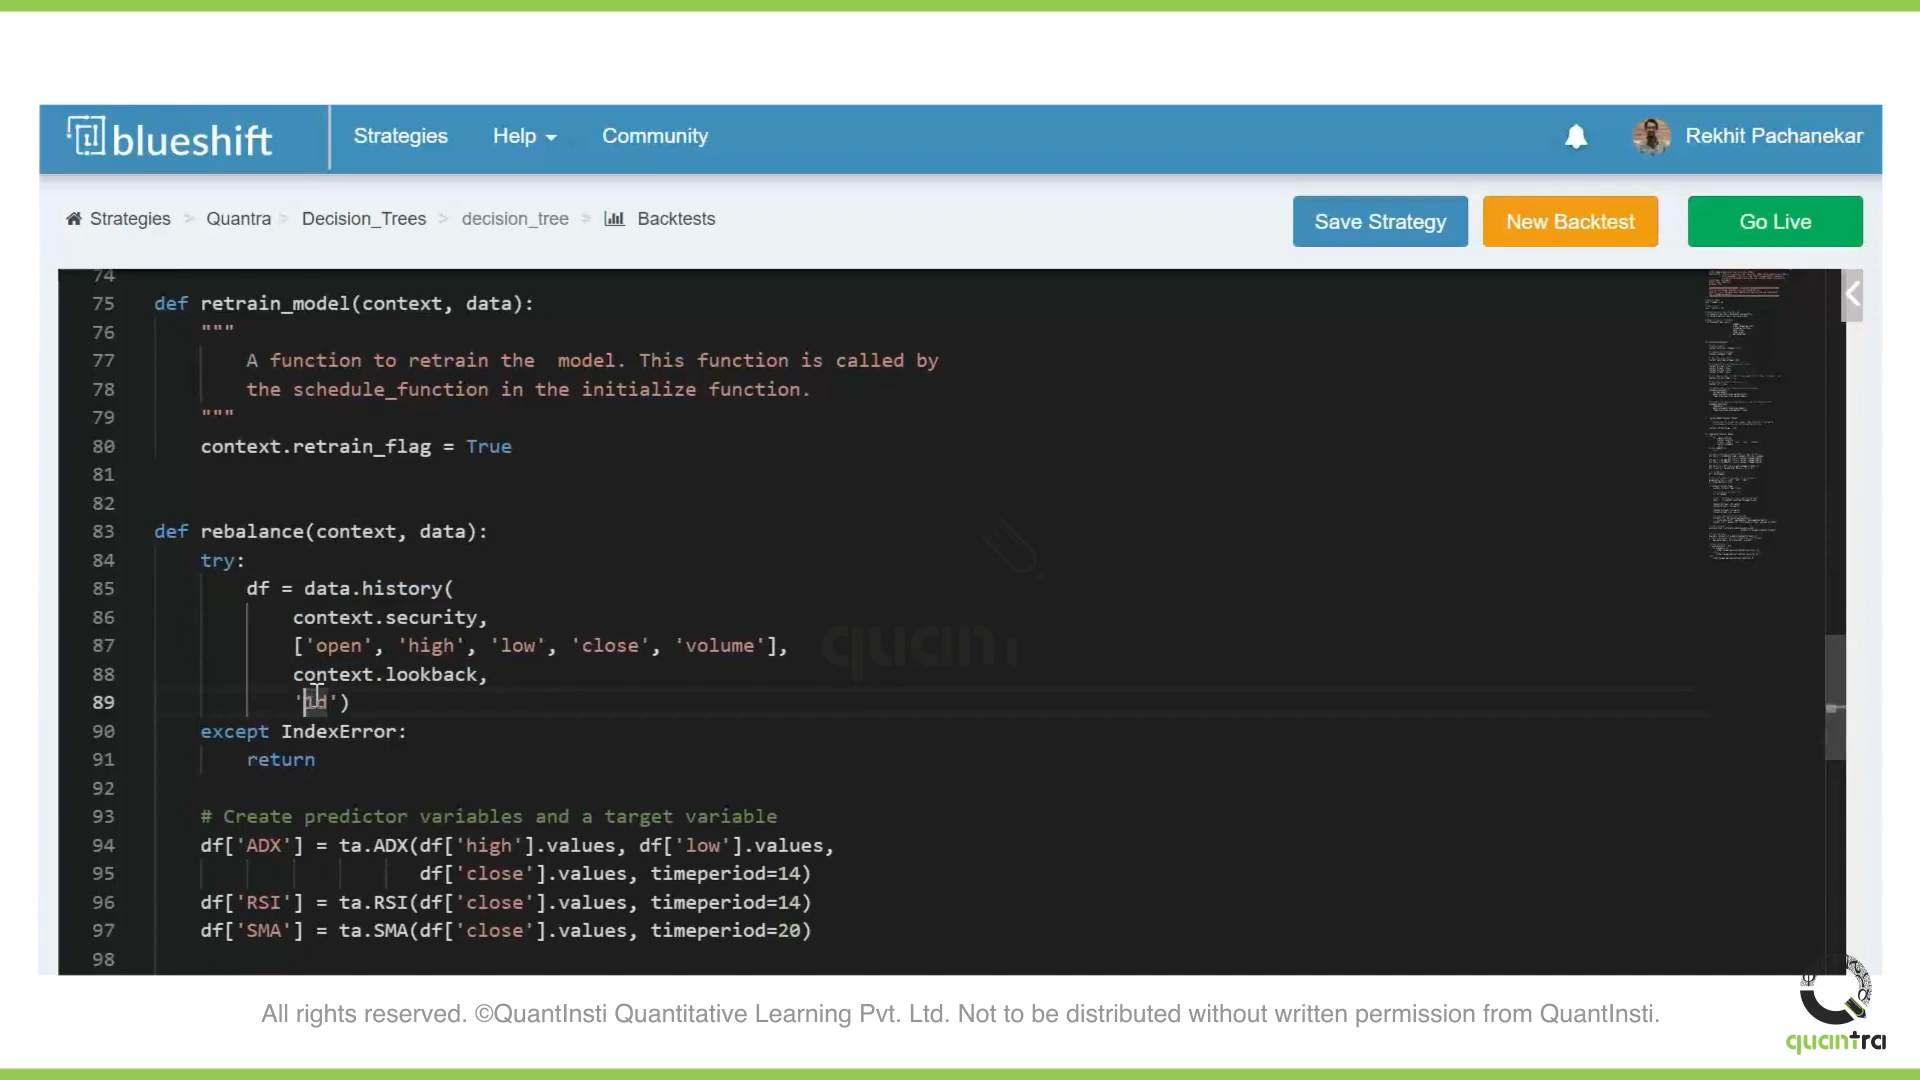 blueshift
Strategies Help Community
Rekhit Pachanekar
Strategies > Quantra > Decision_Trees > decision_tree > Backtests
Save Strategy
New Backtest
Go Live
74
75 def retrain_model(context, data):
76 """
77 A function to retrain the  model. This function is called by
78 the schedule_function in the initialize function.
79 """
80 context.retrain_flag = True
81
82
83 def rebalance(context, data):
84 try:
85 df = data.history(
86 context.security,
87 ['open', 'high', 'low', 'close', 'volume'],
88 context.lookback,
89 '1d')
90 except IndexError:
91 return
92
93 # Create predictor variables and a target variable
94 df['ADX'] = ta.ADX(df['high'].values, df['low'].values,
95 df['close'].values, timeperiod=14)
96 df['RSI'] = ta.RSI(df['close'].values, timeperiod=14)
97 df['SMA'] = ta.SMA(df['close'].values, timeperiod=20)
98
All rights reserved. ©QuantInsti Quantitative Learning Pvt. Ltd. Not to be distributed without written permission from QuantInsti.
quantra